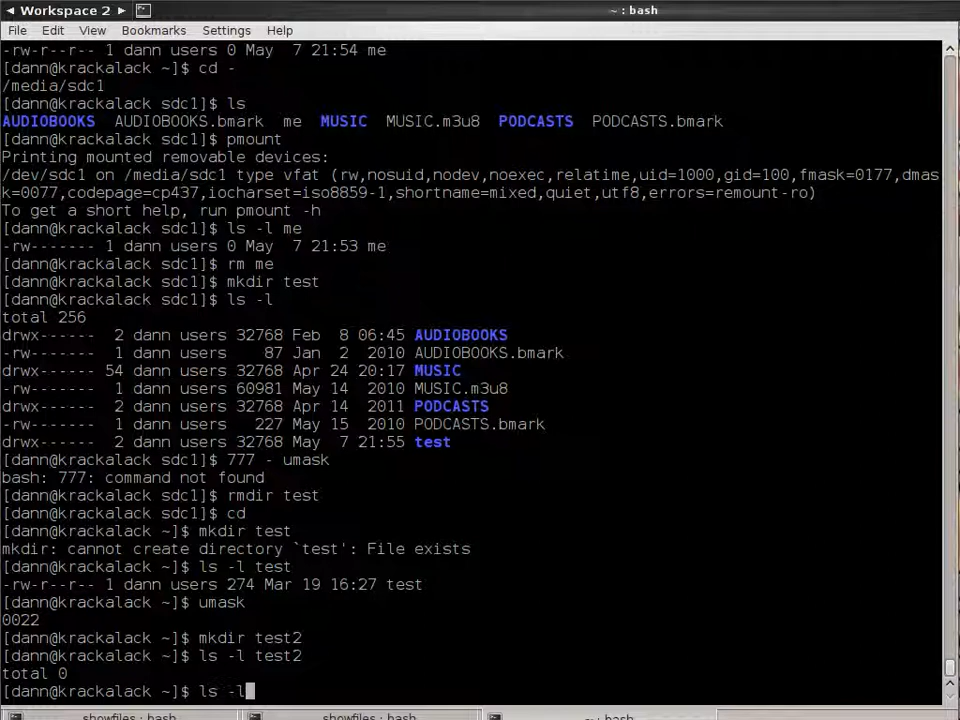 ◄ Workspace 2 ► ~ : bash
File Edit View Bookmarks Settings Help
-rw-r--r-- 1 dann users 0 May  7 21:54 me
[dann@krackalack ~]$ cd -
/media/sdc1
[dann@krackalack sdc1]$ ls
AUDIOBOOKS  AUDIOBOOKS.bmark  me  MUSIC  MUSIC.m3u8  PODCASTS  PODCASTS.bmark
[dann@krackalack sdc1]$ pmount
Printing mounted removable devices:
/dev/sdc1 on /media/sdc1 type vfat (rw,nosuid,nodev,noexec,relatime,uid=1000,gid=100,fmask=0177,dmas
k=0077,codepage=cp437,iocharset=iso8859-1,shortname=mixed,quiet,utf8,errors=remount-ro)
To get a short help, run pmount -h
[dann@krackalack sdc1]$ ls -l me
-rw------- 1 dann users 0 May  7 21:53 me
[dann@krackalack sdc1]$ rm me
[dann@krackalack sdc1]$ mkdir test
[dann@krackalack sdc1]$ ls -l
total 256
drwx------  2 dann users 32768 Feb  8 06:45 AUDIOBOOKS
-rw-------  1 dann users    87 Jan  2  2010 AUDIOBOOKS.bmark
drwx------ 54 dann users 32768 Apr 24 20:17 MUSIC
-rw-------  1 dann users 60981 May 14  2010 MUSIC.m3u8
drwx------  2 dann users 32768 Apr 14  2011 PODCASTS
-rw-------  1 dann users   227 May 15  2010 PODCASTS.bmark
drwx------  2 dann users 32768 May  7 21:55 test
[dann@krackalack sdc1]$ 777 - umask
bash: 777: command not found
[dann@krackalack sdc1]$ rmdir test
[dann@krackalack sdc1]$ cd
[dann@krackalack ~]$ mkdir test
mkdir: cannot create directory `test': File exists
[dann@krackalack ~]$ ls -l test
-rw-r--r-- 1 dann users 274 Mar 19 16:27 test
[dann@krackalack ~]$ umask
0022
[dann@krackalack ~]$ mkdir test2
[dann@krackalack ~]$ ls -l test2
total 0
[dann@krackalack ~]$ ls -l
showfiles : bash showfiles : bash